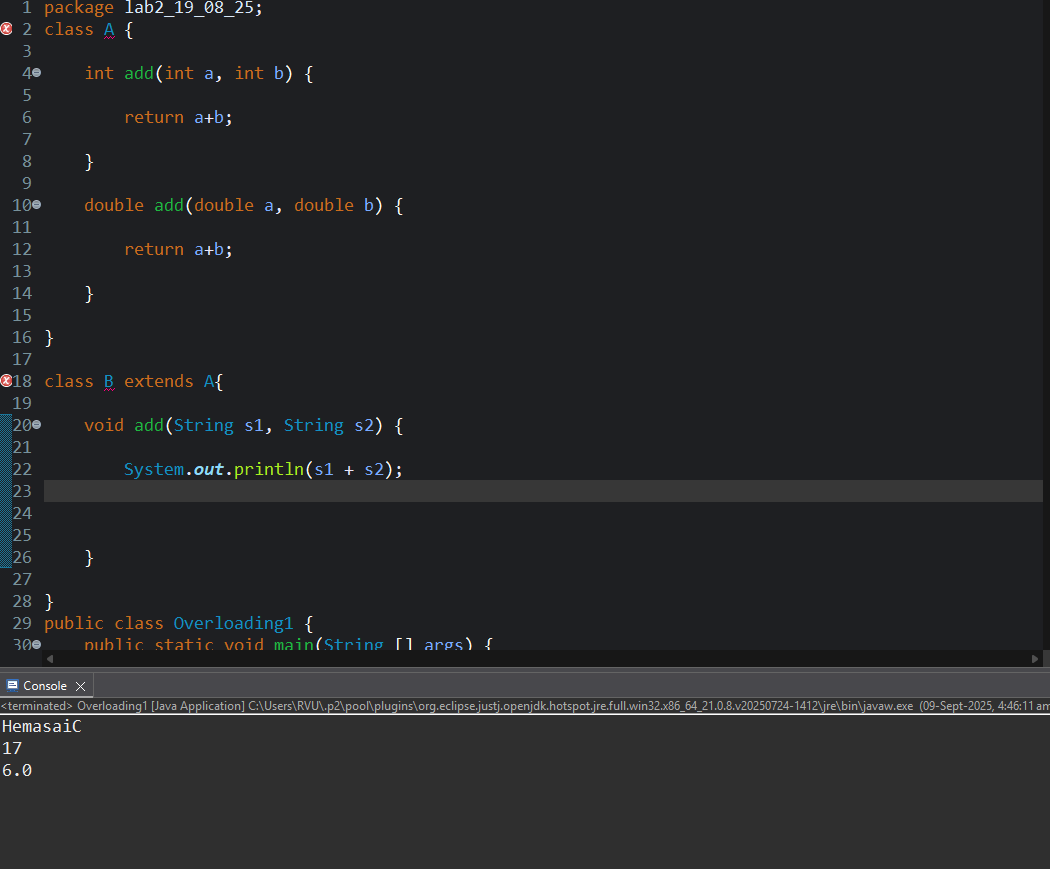 1 package lab2_19_08_25;
2 class A {
3
4 int add(int a, int b) {
5
6 return a+b;
7
8 }
9
10 double add(double a, double b) {
11
12 return a+b;
13
14 }
15
16 }
17
18 class B extends A{
19
20 void add(String s1, String s2) {
21
22 System.out.println(s1 + s2);
23
24
25
26 }
27
28 }
29 public class Overloading1 {
30 public static void main(String [] args) {
Console
<terminated> Overloading1 [Java Application] C:\Users\RVU\.p2\pool\plugins\org.eclipse.justj.openjdk.hotspot.jre.full.win32.x86_64_21.0.8.v20250724-1412\jre\bin\javaw.exe (09-Sept-2025, 4:46:11 am
HemasaiC
17
6.0